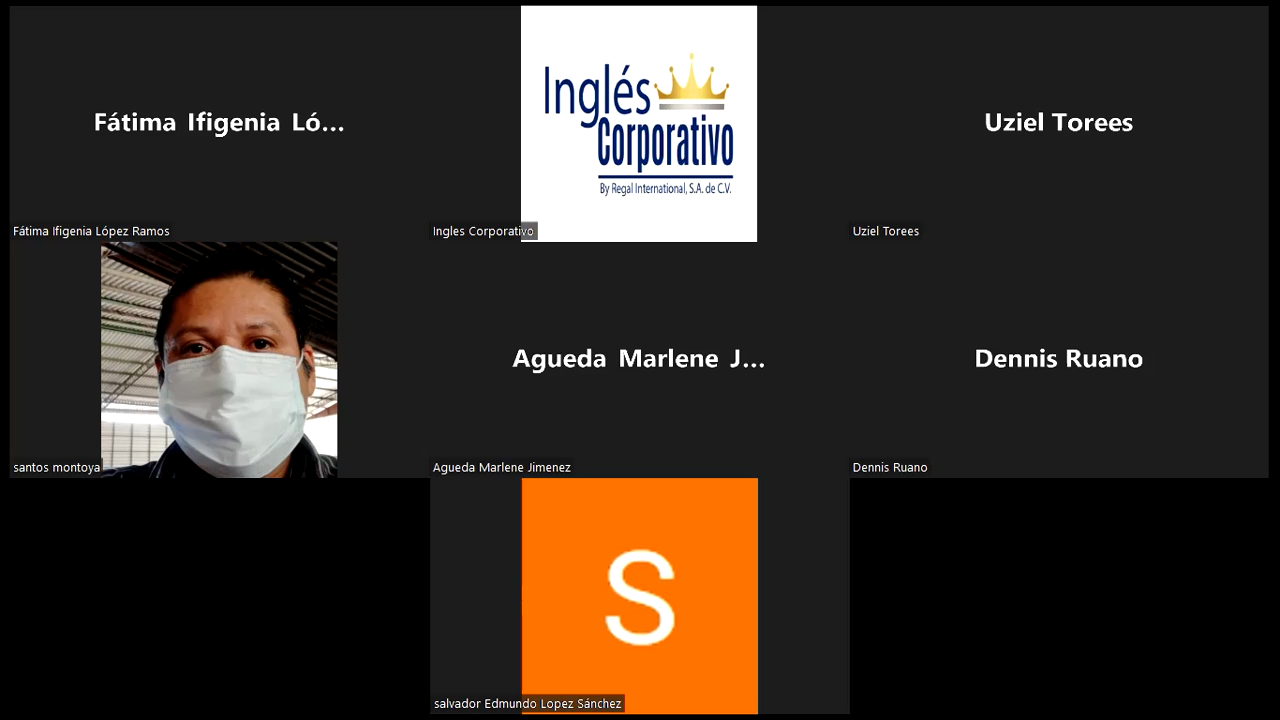 Fátima Ifigenia Ló...
Fátima Ifigenia López Ramos
Inglés
Corporativo
By Regal International, S.A. de C.V.
Ingles Corporativo
Uziel Torees
Uziel Torees
santos montoya
Agueda Marlene J...
Agueda Marlene Jimenez
Dennis Ruano
Dennis Ruano
S
salvador Edmundo Lopez Sánchez